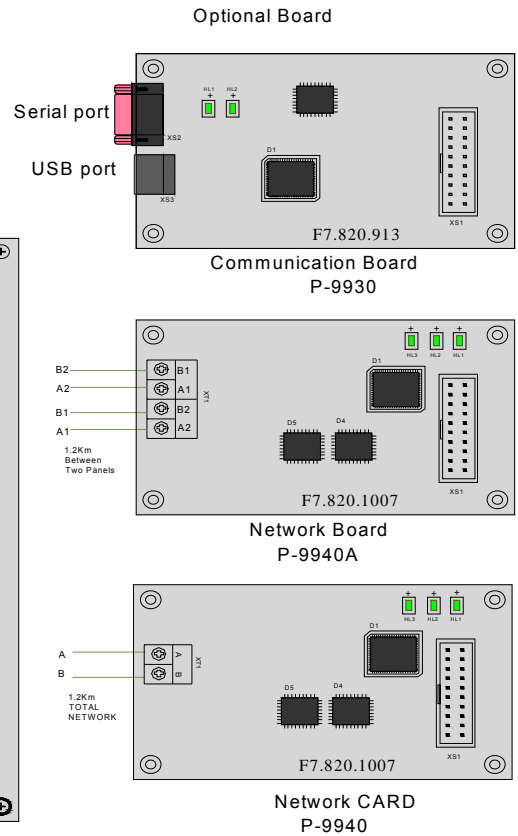 Optional Board
HL1 HL2
+ +
Serial port
XS2
D1
USB port
XS3
XS1
F7.820.913
Communication Board
P-9930
+ + +
HL3 HL2 HL1
D1
B2
B1
A2
A1
B1
B2
A1
A2
XT1
D5
D4
1.2Km
Between
Two Panels
XS1
F7.820.1007
Network Board
P-9940A
+ + +
HL3 HL2 HL1
D1
A
A
B
B
XT1
D5
D4
1.2Km
TOTAL
NETWORK
XS1
F7.820.1007
Network CARD
P-9940